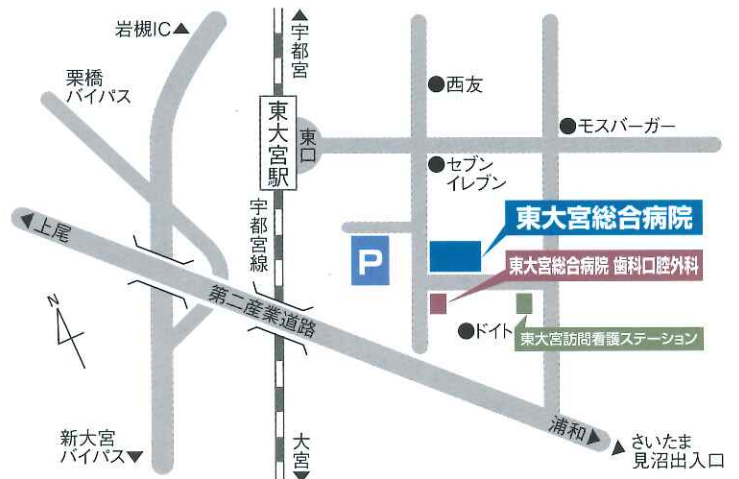 岩槻IC▲
▲宇都宮
栗橋
バイパス
東大宮駅
東口
●西友
●モスバーガー
●セブン
イレブン
宇都宮線
◀上尾
P
東大宮総合病院
東大宮総合病院 歯科口腔外科
第二産業道路
N
●ドイト
東大宮訪問看護ステーション
新大宮
バイパス▼
大宮▼
浦和▶
▲さいたま
見沼出入口